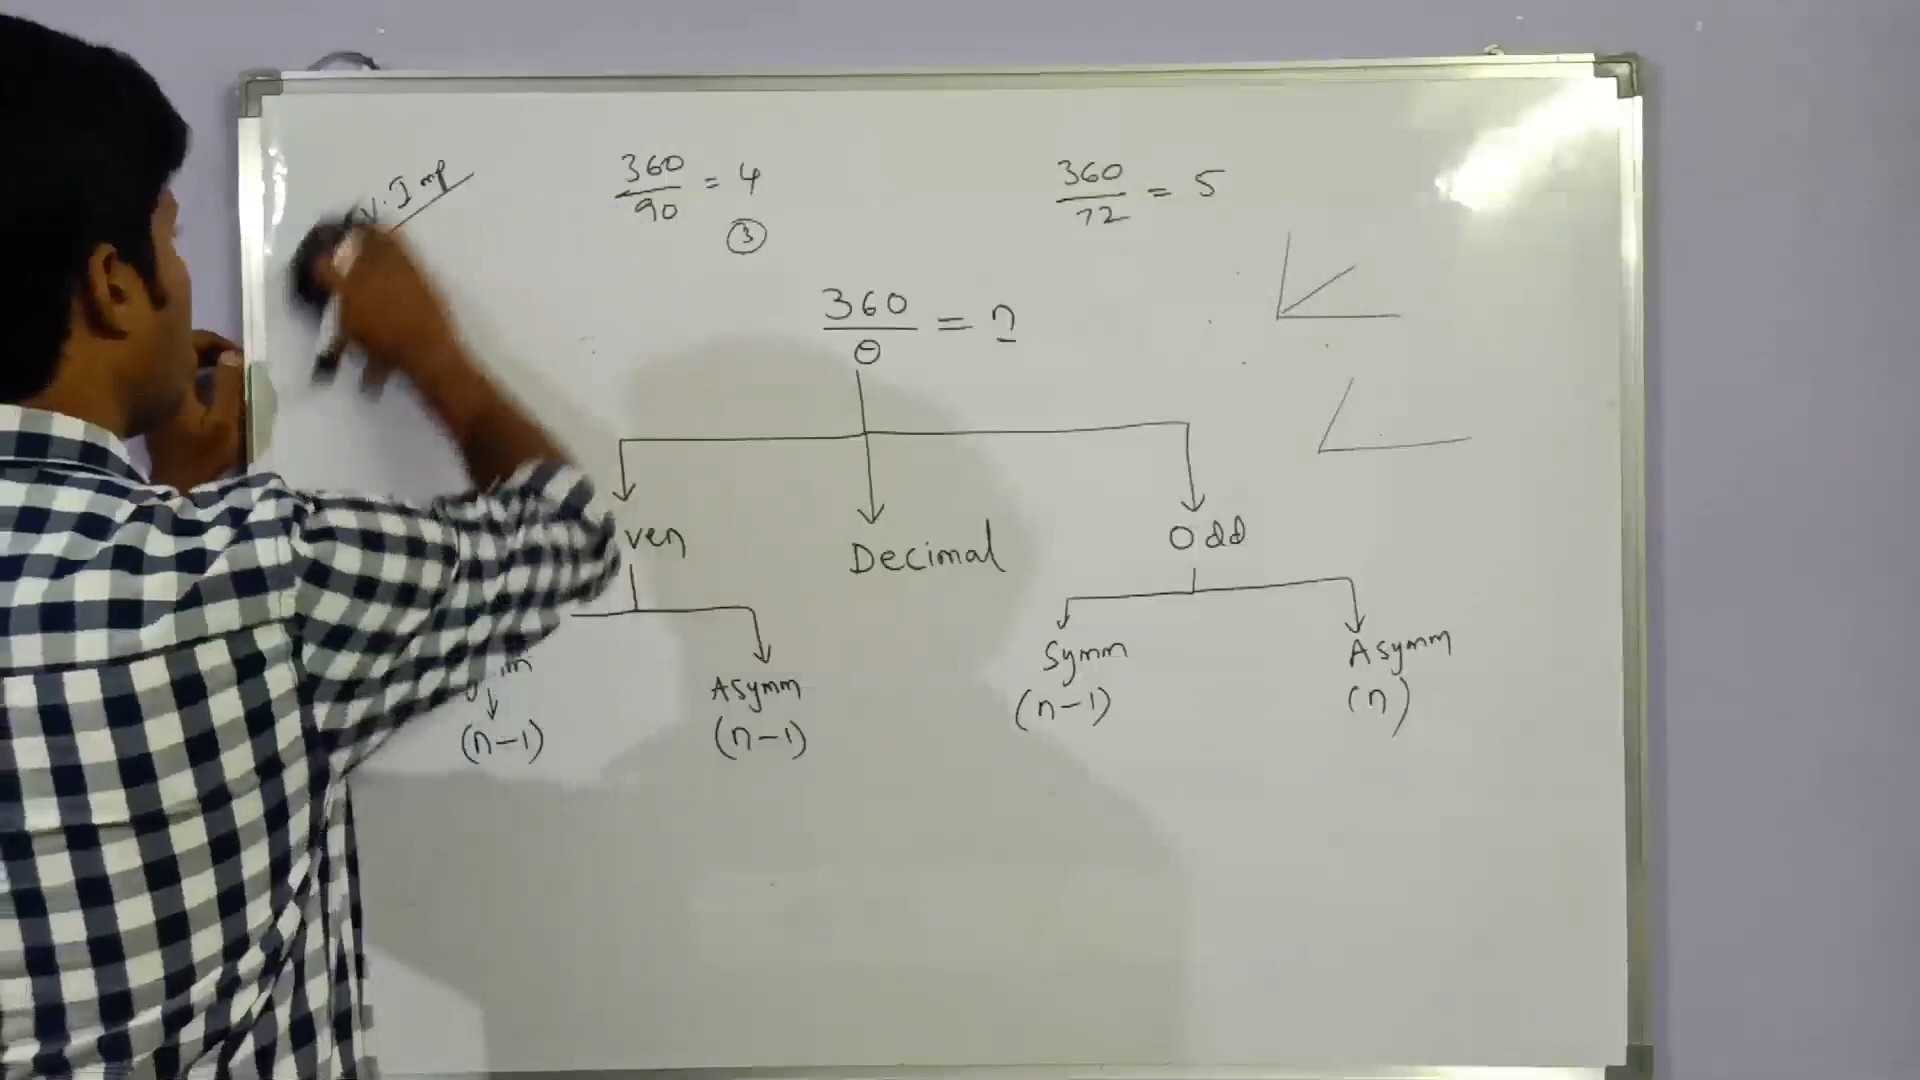 V. Imp
360/90 = 4
③
360/72 = 5
360/θ = n
ven
Decimal
Odd
m
Asymm
Symm
Asymm
(n-1)
(n-1)
(n-1)
(n)